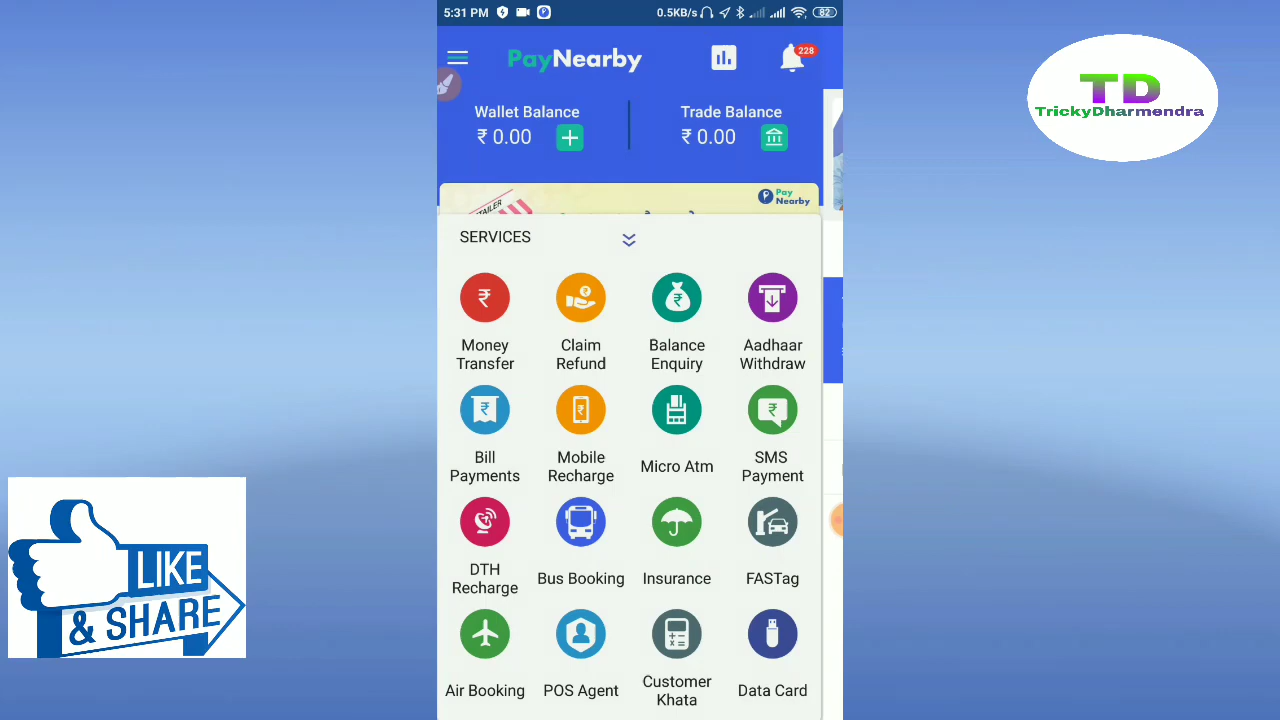 5:31 PM
0.5KB/s
82
PayNearby
228
Wallet Balance
Trade Balance
₹ 0.00
₹ 0.00
Pay
Nearby
SERVICES
Money
Transfer
Claim
Refund
Balance
Enquiry
Aadhaar
Withdraw
Bill
Payments
Mobile
Recharge
Micro Atm
SMS
Payment
DTH
Recharge
Bus Booking
Insurance
FASTag
Air Booking
POS Agent
Customer
Khata
Data Card
TD
TrickyDharmendra
LIKE
& SHARE